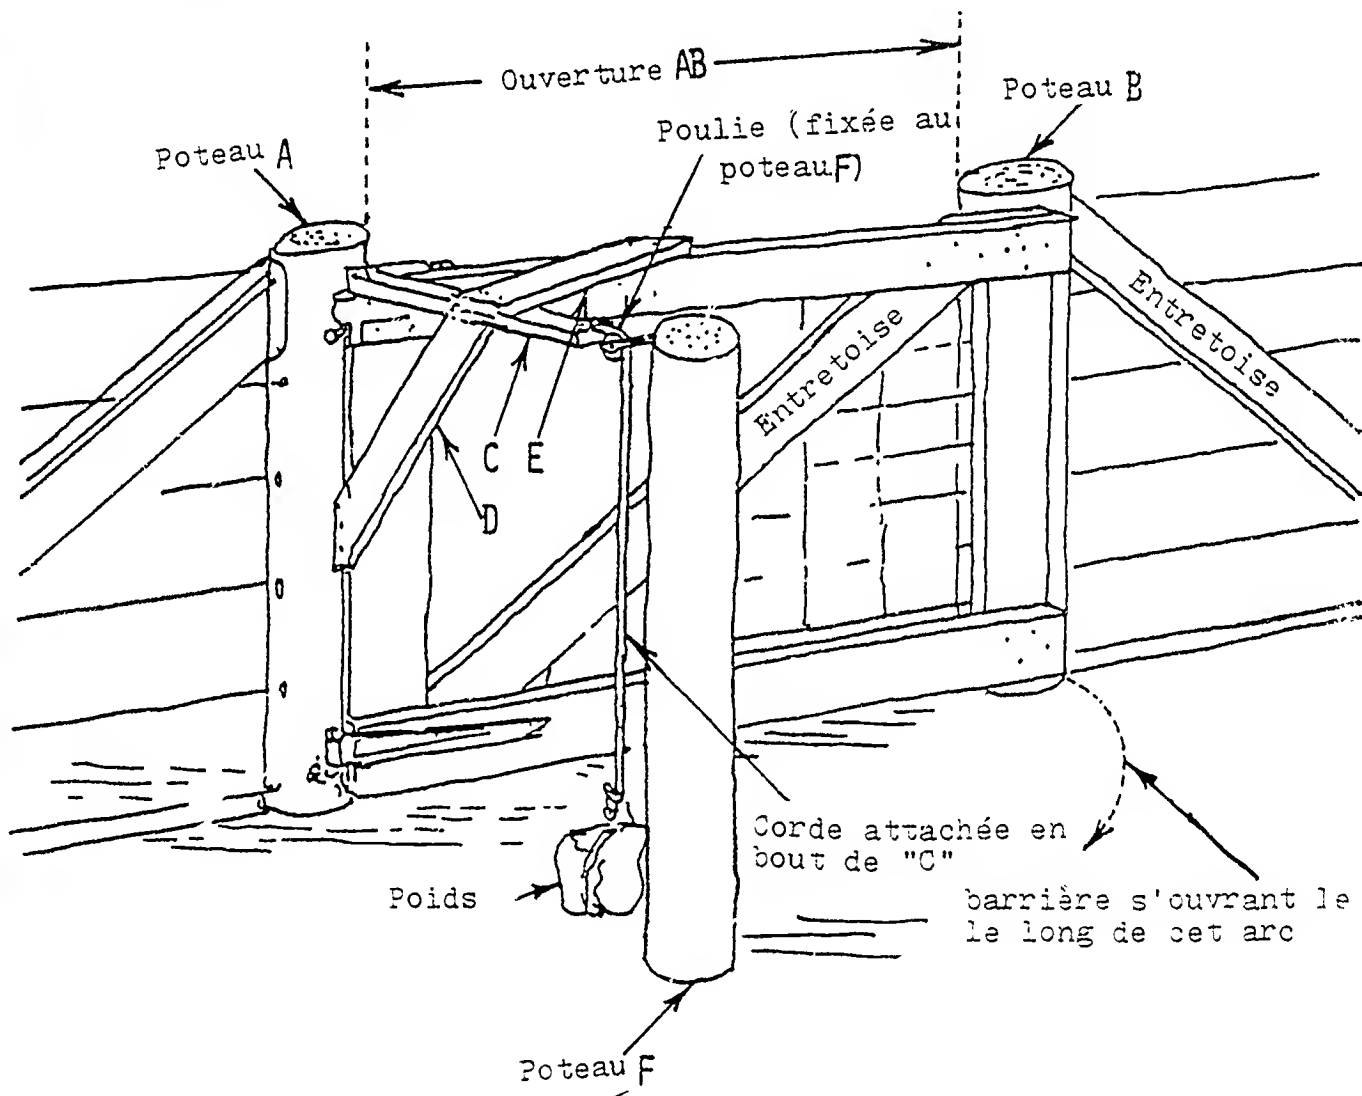 Ouverture AB
Poteau B
Poulie (fixée au
poteau F)
Poteau A
Entretoise
Entretoise
C E
D
Corde attachée en
bout de "C"
Poids
barrière s'ouvrant le
le long de cet arc
Poteau F